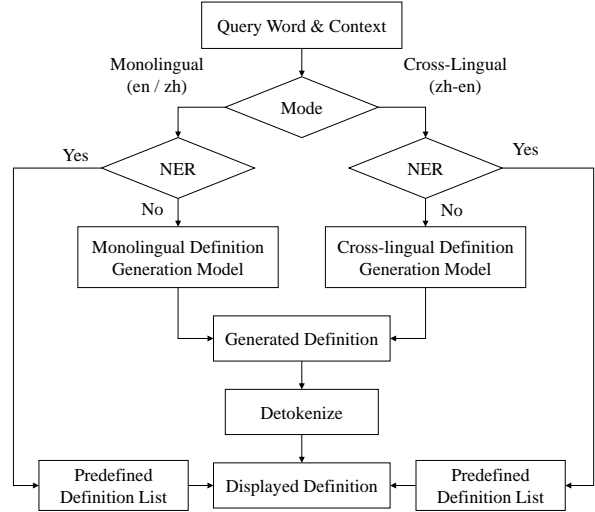 Query Word & Context
Monolingual
(en / zh)
Cross-Lingual
(zh-en)
Mode
Yes
NER
NER
Yes
No
No
Monolingual Definition
Generation Model
Cross-lingual Definition
Generation Model
Generated Definition
Detokenize
Predefined
Definition List
Displayed Definition
Predefined
Definition List